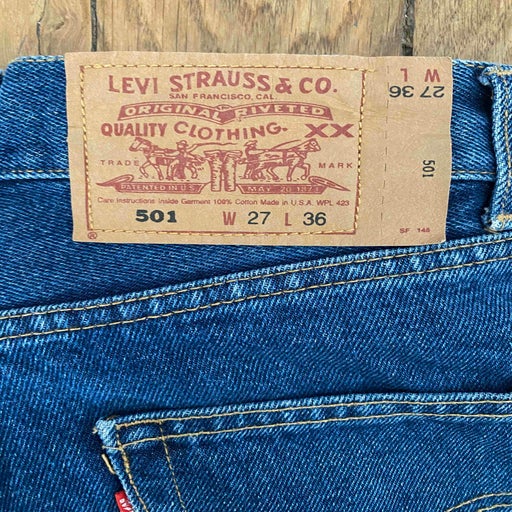 LEVI STRAUSS & CO.
SAN FRANCISCO, CAL.
ORIGINAL RIVETED
QUALITY CLOTHING. XX
TRADE MARK
PATENTED IN U.S. MAY 20 1873
Care Instructions Inside Garment 100% Cotton Made in U.S.A. WPL 423
501 W 27 L 36
®
W L
27 36
501
SF 146